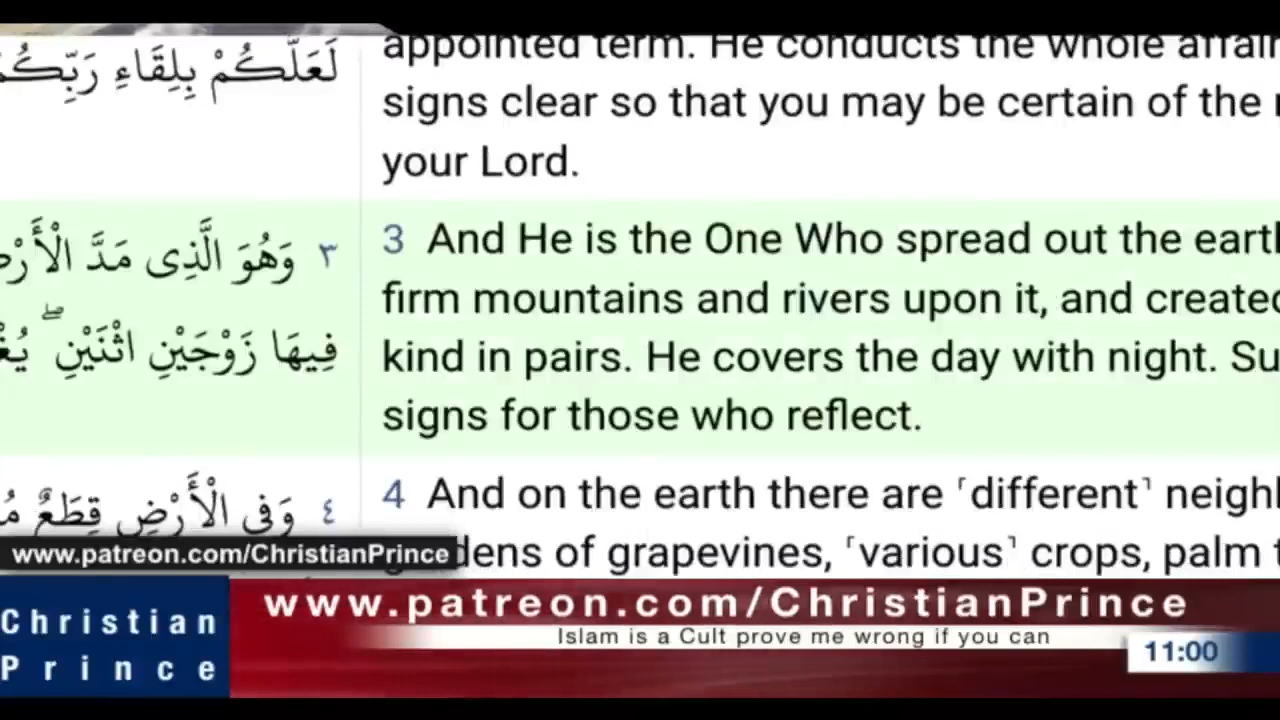 لَعَلَّكُمْ بِلِقَاءِ رَبِّكُمْ
appointed term. He conducts the whole affair
signs clear so that you may be certain of the
your Lord.
٣ وَهُوَ الَّذِى مَدَّ
فِيهَا زَوْجَيْنِ اثْنَيْنِ ۖ
3 And He is the One Who spread out the earth
firm mountains and rivers upon it, and created
kind in pairs. He covers the day with night.
signs for those who reflect.
٤ وَفِى الْأَرْضِ قِطَعٌ
4 And on the earth there are ˹different˺
of grapevines, ˹various˺ crops, palm
www.patreon.com/ChristianPrince
Christian
Prince
www.patreon.com/ChristianPrince
Islam is a Cult prove me wrong if you can
11:00